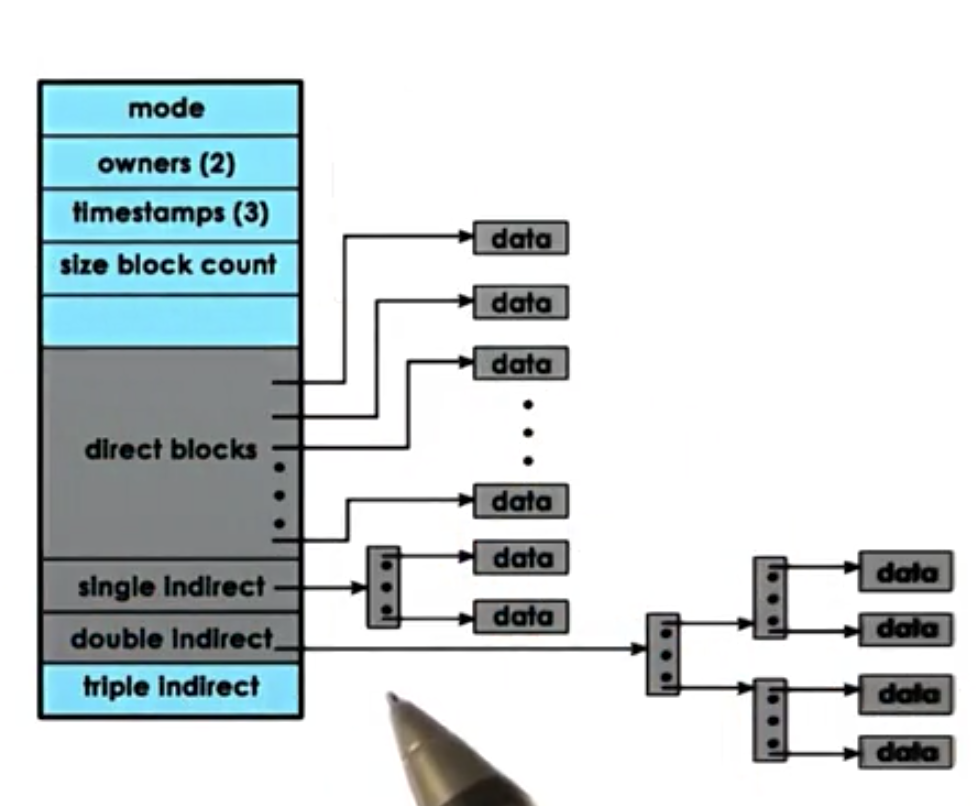 mode
owners (2)
timestamps (3)
size block count
direct blocks
single indirect
double indirect
triple indirect
data
data
data
data
data
data
data
data
data
data